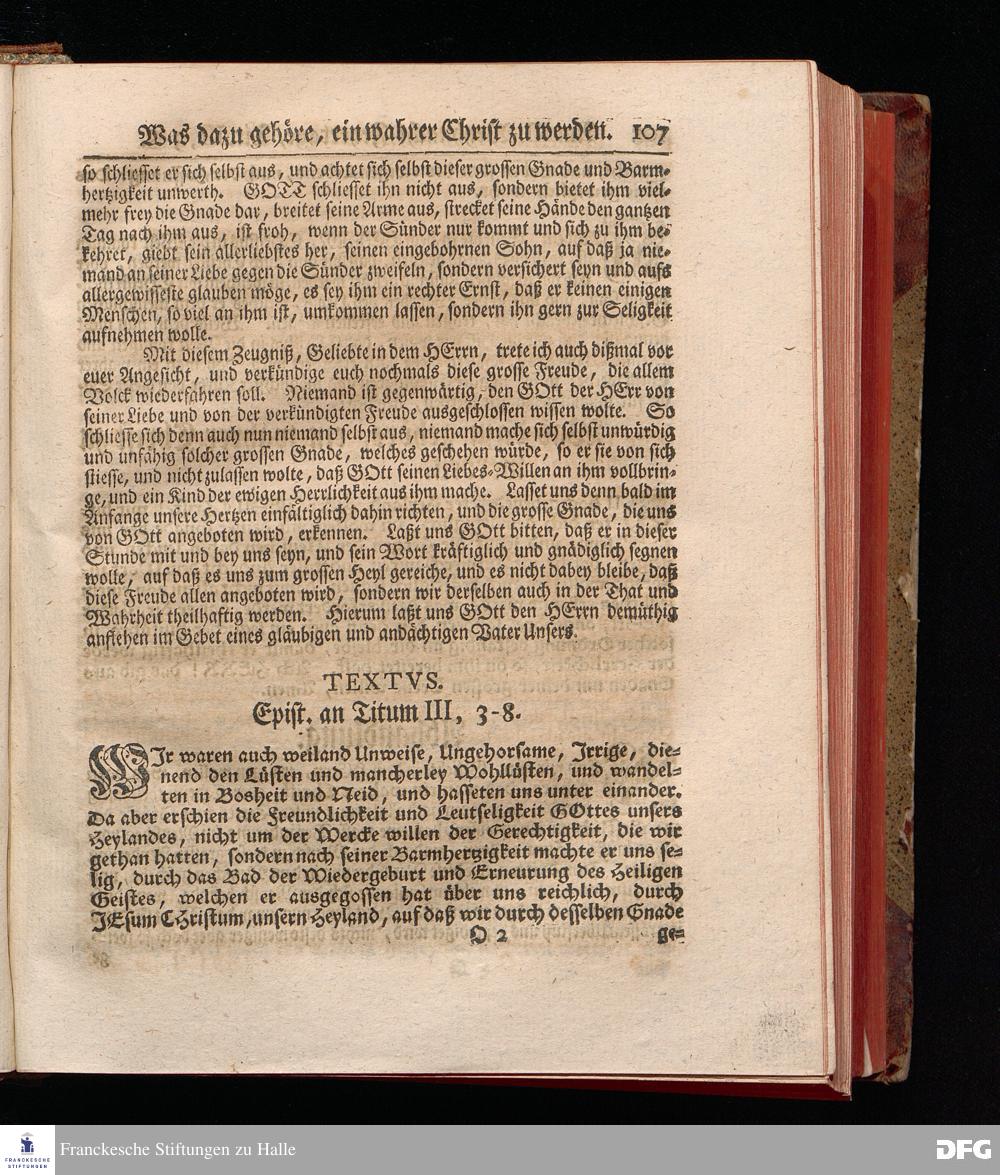 Was dazu gehöre, ein wahrer Christ zu werden. 107
so schliesset er sich selbst aus, und achtet sich selbst dieser grossen Gnade und Barm-
hertzigkeit unwerth. GOTT schliesset ihn nicht aus, sondern bietet ihm viel-
mehr frey die Gnade dar, breitet seine Arme aus, strecket seine Hände den gantzen
Tag nach ihm aus, ist froh, wenn der Sünder nur kommt und sich zu ihm be-
kehret, giebt sein allerliebstes her, seinen eingebohrnen Sohn, auf daß ja nie-
mand an seiner Liebe gegen die Sünder zweifeln, sondern versichert seyn und aufs
allergewisseste glauben möge, es sey ihm ein rechter Ernst, daß er keinen einigen
Menschen, so viel an ihm ist, umkommen lassen, sondern ihn gern zur Seligkeit
aufnehmen wolle.
Mit diesem Zeugniß, Geliebte in dem HErrn, trete ich auch dißmal vor
euer Angesicht, und verkündige euch nochmals diese grosse Freude, die allem
Volck wiederfahren soll. Niemand ist gegenwärtig, den GOtt der HErr von
seiner Liebe und von der verkündigten Freude ausgeschlossen wissen wolte. So
schliesse sich denn auch nun niemand selbst aus, niemand mache sich selbst unwürdig
und unfähig solcher grossen Gnade, welches geschehen würde, so er sie von sich
stiesse, und nicht zulassen wolte, daß GOtt seinen Liebes-Willen an ihm vollbrin-
ge, und ein Kind der ewigen Herrlichkeit aus ihm mache. Lasset uns denn bald im
Anfange unsere Hertzen einfältiglich dahin richten, und die grosse Gnade, die uns
von GOtt angeboten wird, erkennen. Laßt uns GOtt bitten, daß er in dieser
Stunde mit und bey uns seyn, und sein Wort kräftiglich und gnädiglich segnen
wolle, auf daß es uns zum grossen Heyl gereiche, und es nicht dabey bleibe, daß
diese Freude allen angeboten wird, sondern wir derselben auch in der That und
Wahrheit theilhaftig werden. Hierum laßt uns GOtt den HErrn demüthig
anflehen im Gebet eines gläubigen und andächtigen Vater Unsers.
TEXTVS.
Epist. an Titum III, 3-8.
WIr waren auch weiland Unweise, Ungehorsame, Irrige, die-
nend den Lüsten und mancherley Wohllüsten, und wandel-
ten in Bosheit und Neid, und hasseten uns unter einander.
Da aber erschien die Freundlichkeit und Leutseligkeit GOttes unsers
Heylandes, nicht um der Wercke willen der Gerechtigkeit, die wir
gethan hatten, sondern nach seiner Barmhertzigkeit machte er uns se-
lig, durch das Bad der Wiedergeburt und Erneurung des Heiligen
Geistes, welchen er ausgegossen hat über uns reichlich, durch
JEsum CHristum, unsern Heyland, auf daß wir durch desselben Gnade
O 2 ge-
FRANCKESCHE
STIFTUNGEN
Franckesche Stiftungen zu Halle
DFG